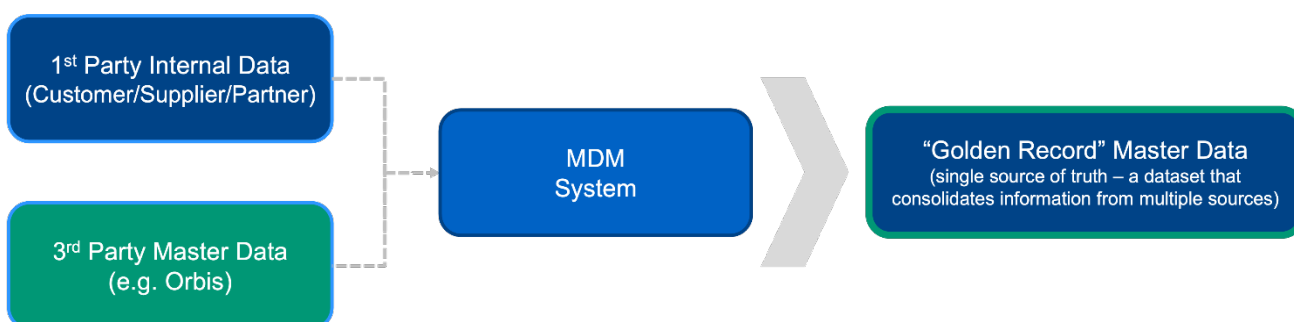 1st Party Internal Data
(Customer/Supplier/Partner)
3rd Party Master Data
(e.g. Orbis)
MDM
System
“Golden Record” Master Data
(single source of truth – a dataset that
consolidates information from multiple sources)